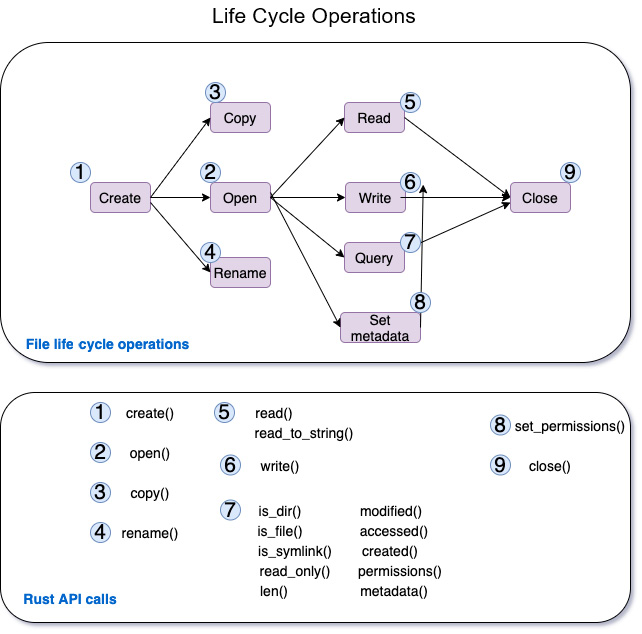 Life Cycle Operations
3
Copy
5
Read
1
Create
2
Open
6
Write
9
Close
4
Rename
7
Query
8
Set
metadata
File life cycle operations
1 create()
2 open()
3 copy()
4 rename()
5 read()
read_to_string()
6 write()
7 is_dir() modified()
is_file() accessed()
is_symlink() created()
read_only() permissions()
len() metadata()
8 set_permissions()
9 close()
Rust API calls